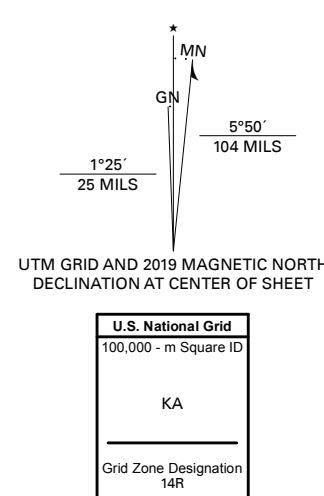 ★
MN
GN
5°50´
104 MILS
1°25´
25 MILS
UTM GRID AND 2019 MAGNETIC NORTH
DECLINATION AT CENTER OF SHEET
U.S. National Grid
100,000 - m Square ID
KA
Grid Zone Designation
14R